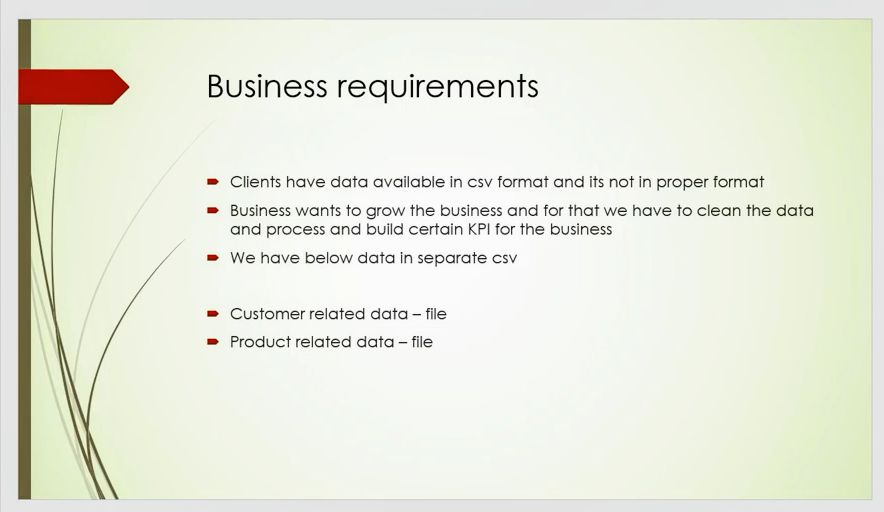 Business requirements
Clients have data available in csv format and its not in proper format
Business wants to grow the business and for that we have to clean the data
and process and build certain KPI for the business
We have below data in separate csv
Customer related data – file
Product related data – file